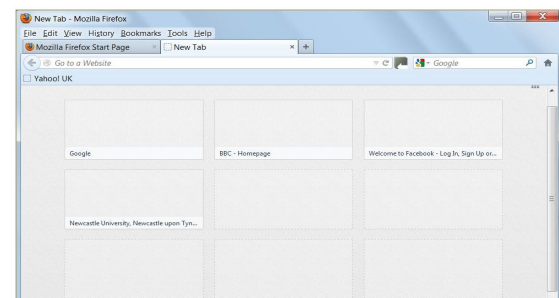 New Tab - Mozilla Firefox
File Edit View History Bookmarks Tools Help
Mozilla Firefox Start Page × New Tab × +
Go to a Website Google
Yahoo! UK
Google BBC - Homepage Welcome to Facebook - Log In, Sign Up or...
Newcastle University, Newcastle upon Tyn...